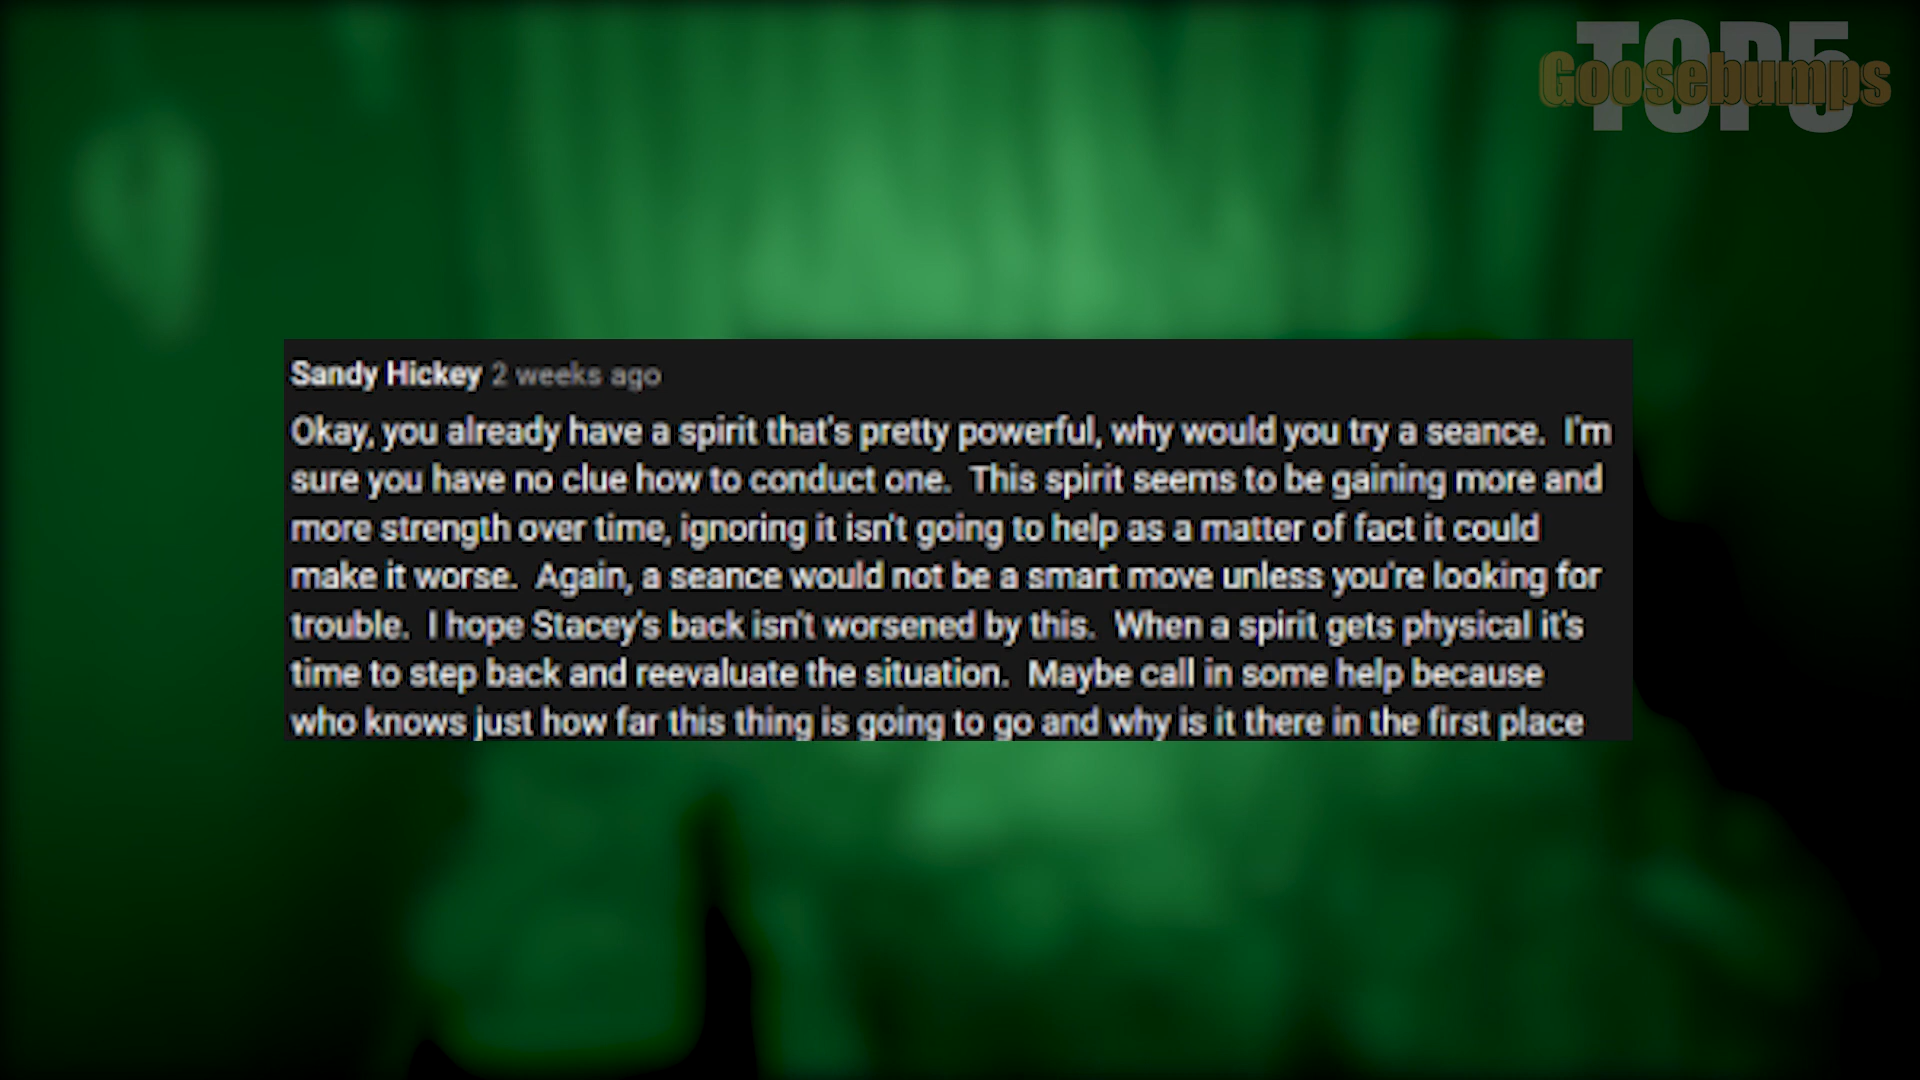 TOP5
Goosebumps
Sandy Hickey 2 weeks ago
Okay, you already have a spirit that's pretty powerful, why would you try a seance.  I'm
sure you have no clue how to conduct one.  This spirit seems to be gaining more and
more strength over time, ignoring it isn't going to help as a matter of fact it could
make it worse.  Again, a seance would not be a smart move unless you're looking for
trouble.  I hope Stacey's back isn't worsened by this.  When a spirit gets physical it's
time to step back and reevaluate the situation.  Maybe call in some help because
who knows just how far this thing is going to go and why is it there in the first place